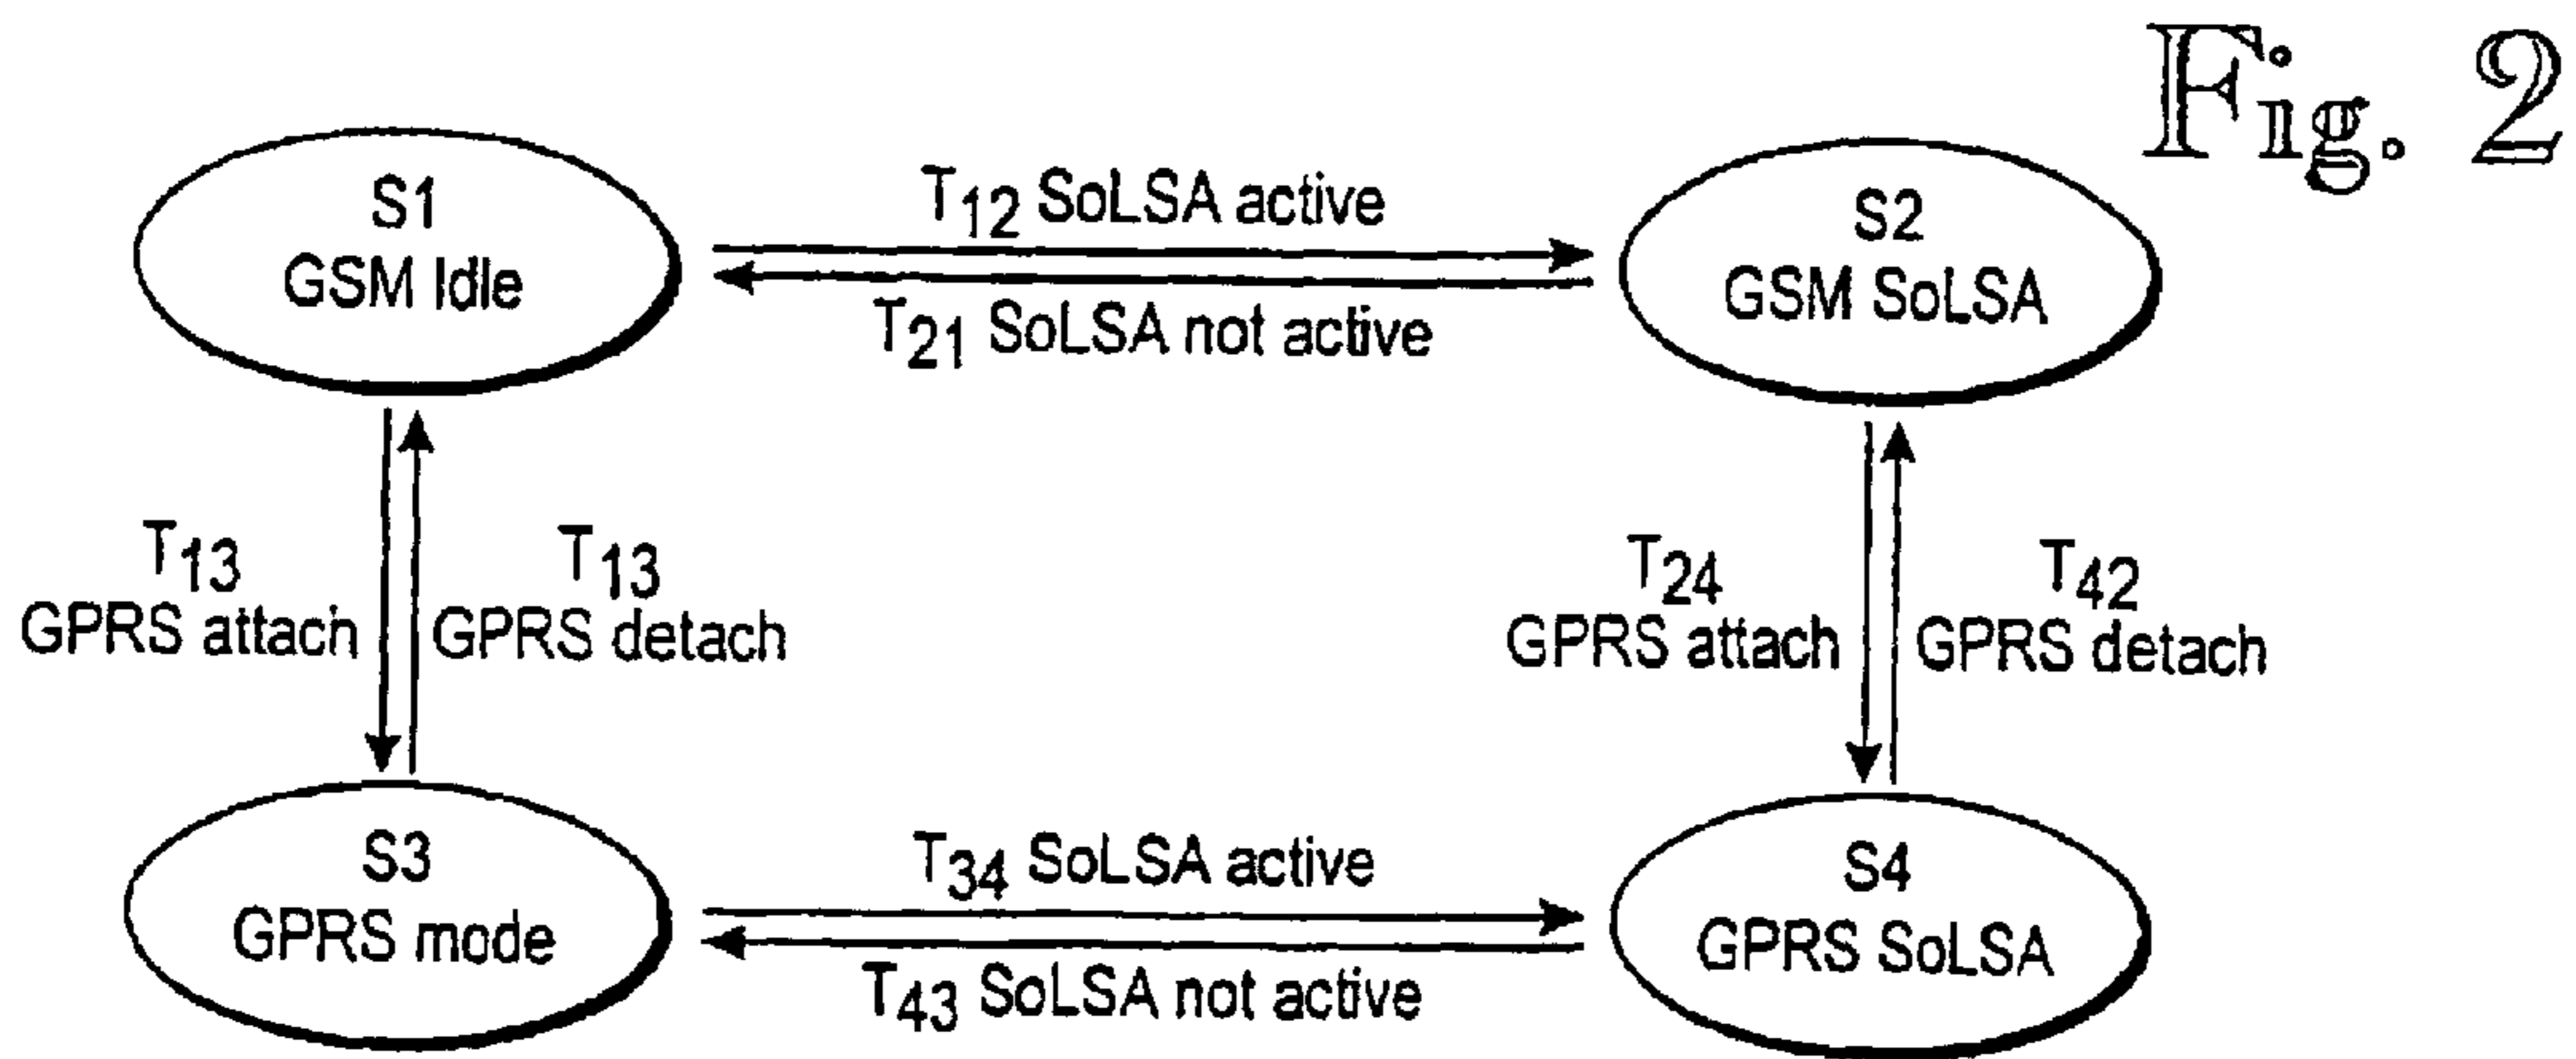 Fig. 2
S1
GSM Idle
T12 SoLSA active
T21 SoLSA not active
S2
GSM SoLSA
T13
GPRS attach
T13
GPRS detach
T24
GPRS attach
T42
GPRS detach
S3
GPRS mode
T34 SoLSA active
T43 SoLSA not active
S4
GPRS SoLSA